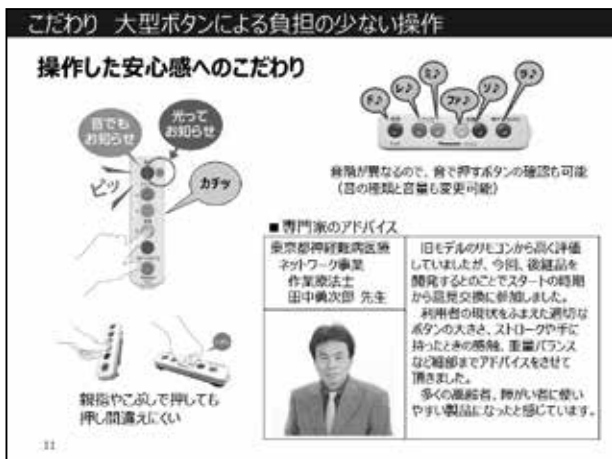 こだわり 大型ボタンによる負担の少ない操作
操作した安心感へのこだわり
音でも
お知らせ
光って
お知らせ
ピッ
カチッ
ド♪
レ♪
ミ♪
ファ♪
ソ♪
ラ♪
音階が異なるので、音で押すボタンの確認も可能
(音の種類と音量も変更可能)
親指やこぶしで押しても
押し間違えにくい
■専門家のアドバイス
東京都神経難病医療
ネットワーク事業
作業療法士
田中勇次郎 先生
旧モデルのリモコンから高く評価
していましたが、今回、後継品を
開発するとのことでスタートの時期
から意見交換に参加しました。
利用者の現状をふまえた適切な
ボタンの大きさ、ストロークや手に
持ったときの感触、重量バランス
など細部までアドバイスをさせて
頂きました。
多くの高齢者、障がい者に使い
やすい製品になったと感じています。
11